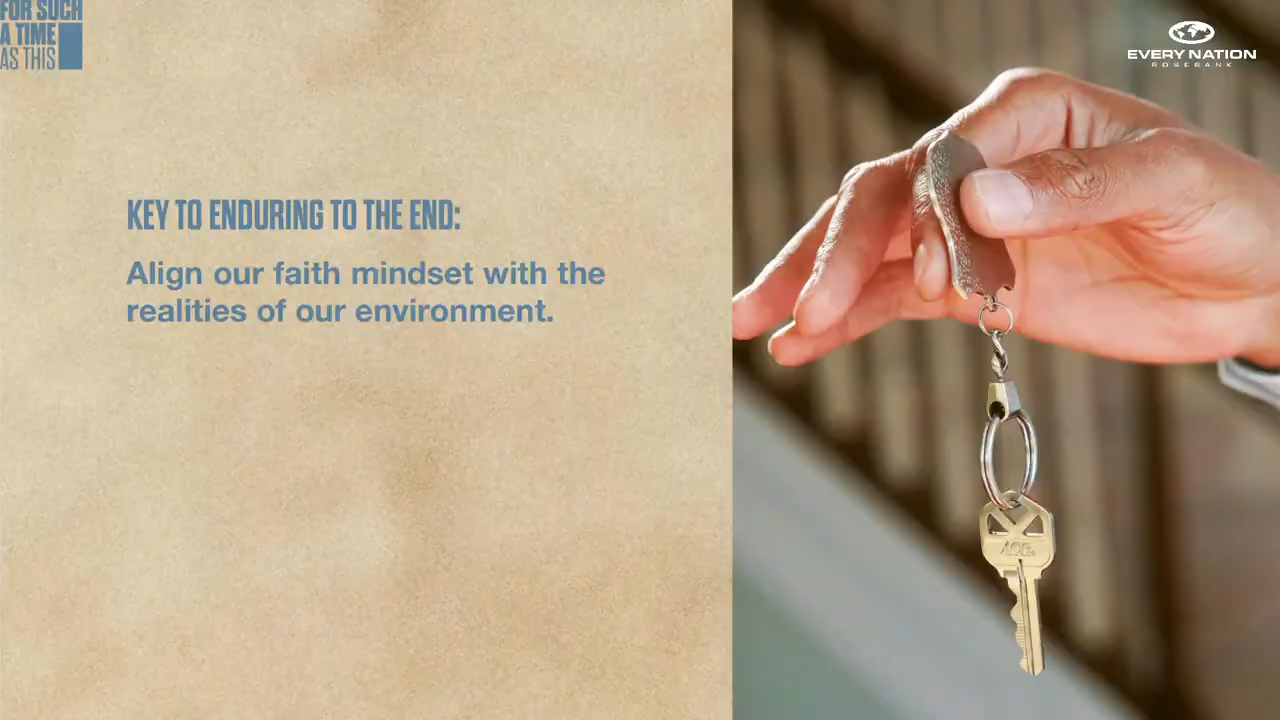 FOR SUCH
A TIME
AS THIS
EVERY NATION
ROSEBANK
KEY TO ENDURING TO THE END:
Align our faith mindset with the
realities of our environment.
ACE